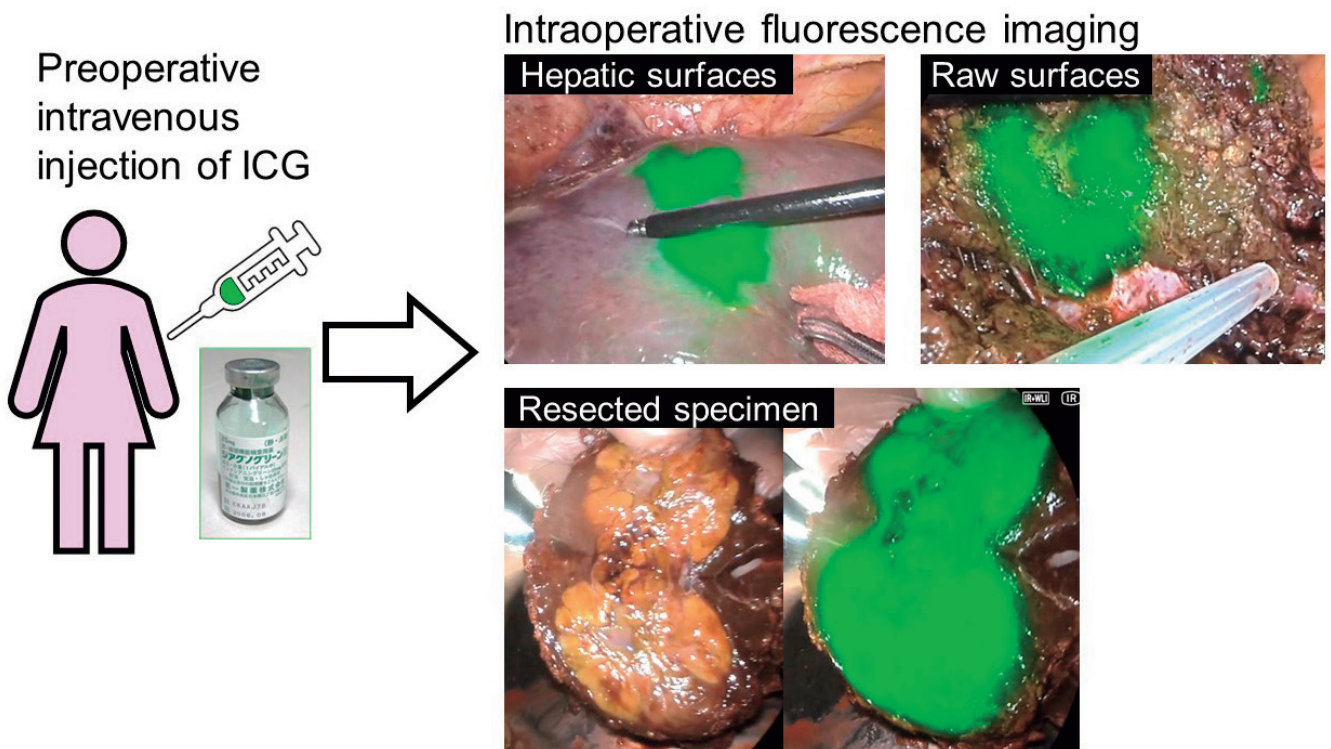 Preoperative
intravenous
injection of ICG
Intraoperative fluorescence imaging
Hepatic surfaces
Raw surfaces
Resected specimen
IR+WLI
IR